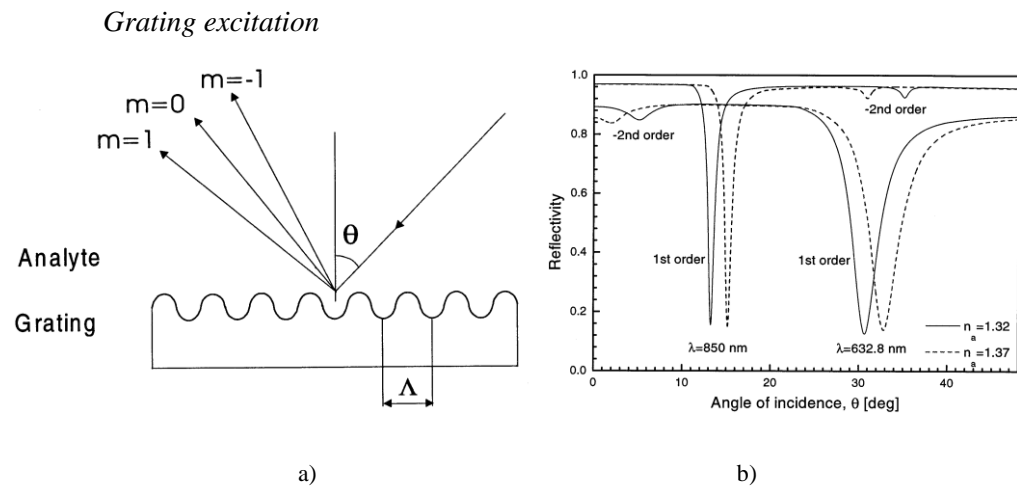 Grating excitation
m=-1
m=0
m=1
θ
Analyte
Grating
Λ
a)
1.0
0.8
0.6
0.4
0.2
0.0
Reflectivity
-2nd order
-2nd order
1st order
1st order
λ=850 nm
λ=632.8 nm
n a =1.32
n a =1.37
0
10
20
30
40
Angle of incidence, θ [deg]
b)